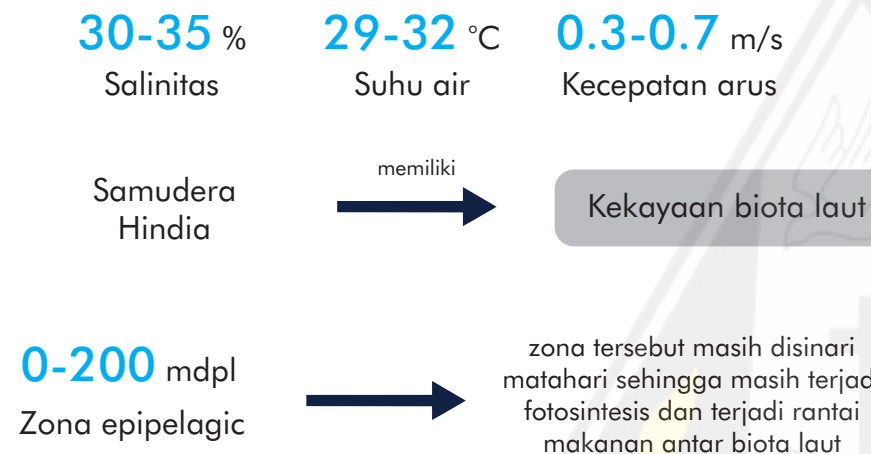 30-35 %
Salinitas
29-32 °C
Suhu air
0.3-0.7 m/s
Kecepatan arus
Samudera
Hindia
memiliki
Kekayaan biota laut
0-200 mdpl
Zona epipelagic
zona tersebut masih disinari
matahari sehingga masih terjad
fotosintesis dan terjadi rantai
makanan antar biota laut